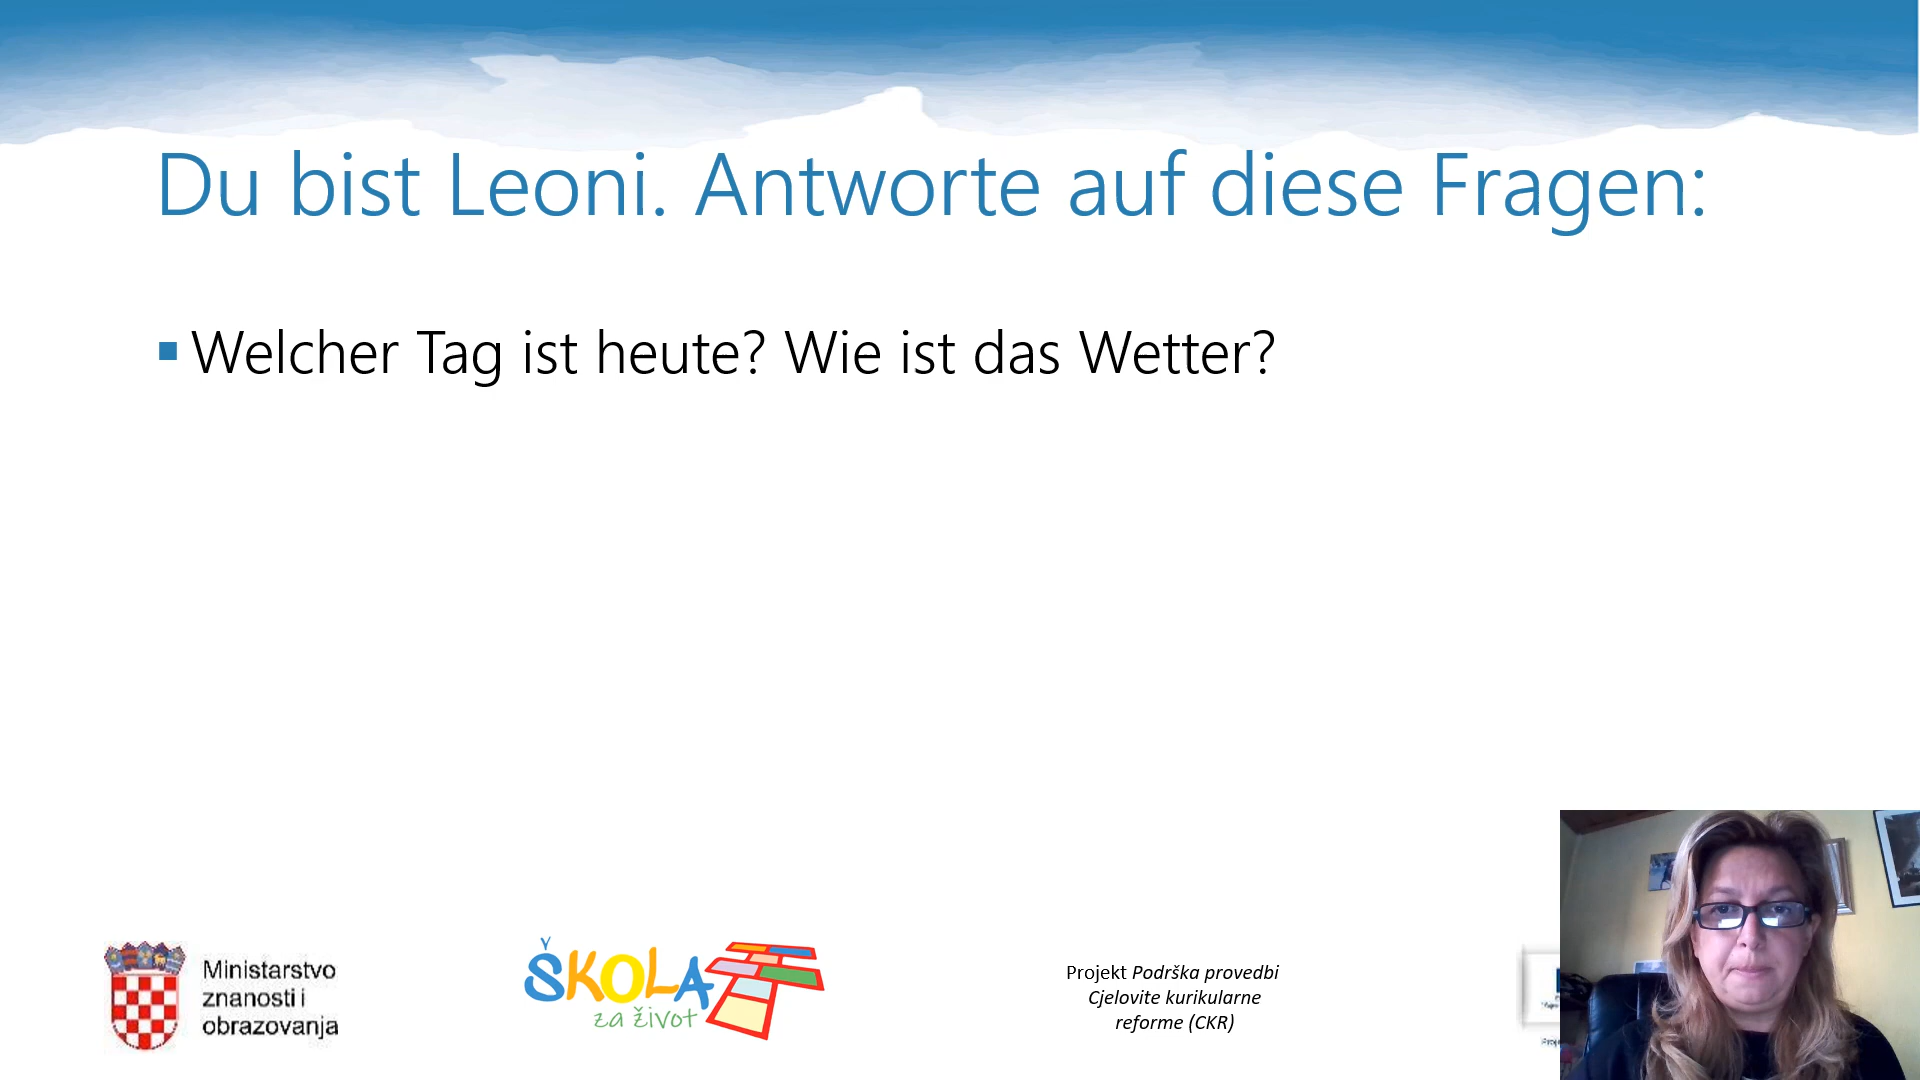 Du bist Leoni. Antworte auf diese Fragen:
Welcher Tag ist heute? Wie ist das Wetter?
Ministarstvo
znanosti i
obrazovanja
ŠKOLA
za život
Projekt Podrška provedbi
Cjelovite kurikularne
reforme (CKR)